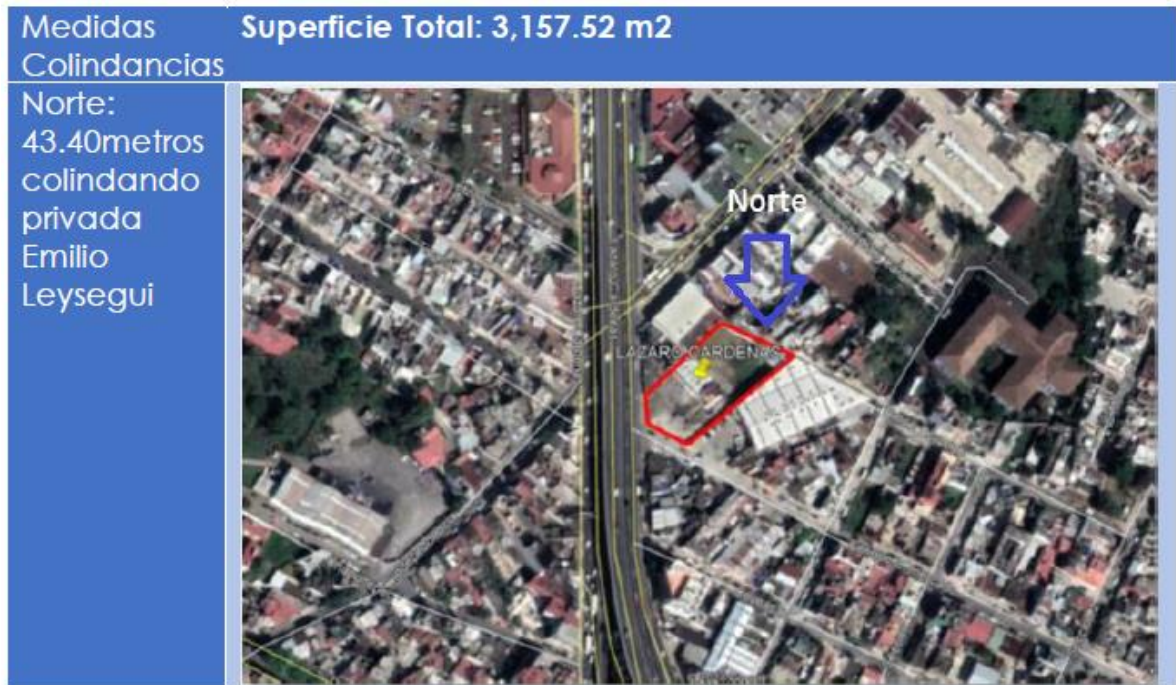 Medidas
Colindancias
Superficie Total: 3,157.52 m2
Norte:
43.40metros
colindando
privada
Emilio
Leysegui
Norte
LAZARO CARDENAS